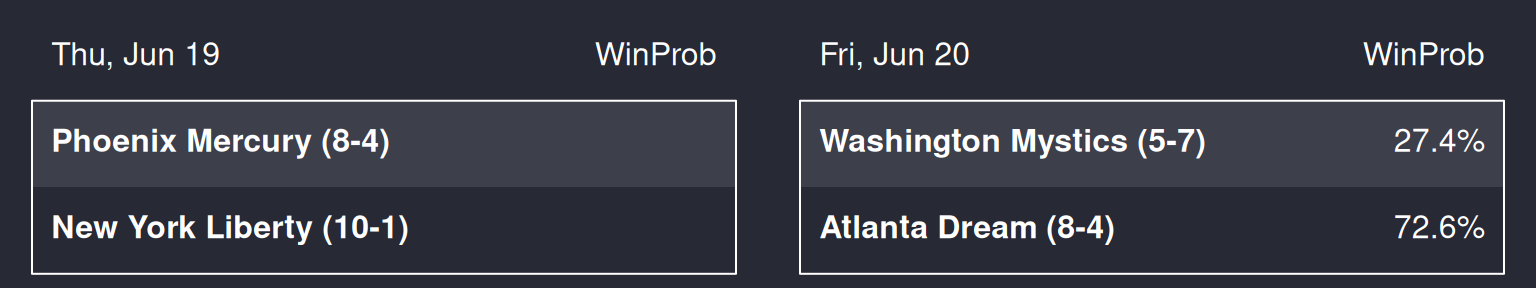 Thu, Jun 19 WinProb
Phoenix Mercury (8-4)
New York Liberty (10-1)
Fri, Jun 20 WinProb
Washington Mystics (5-7) 27.4%
Atlanta Dream (8-4) 72.6%